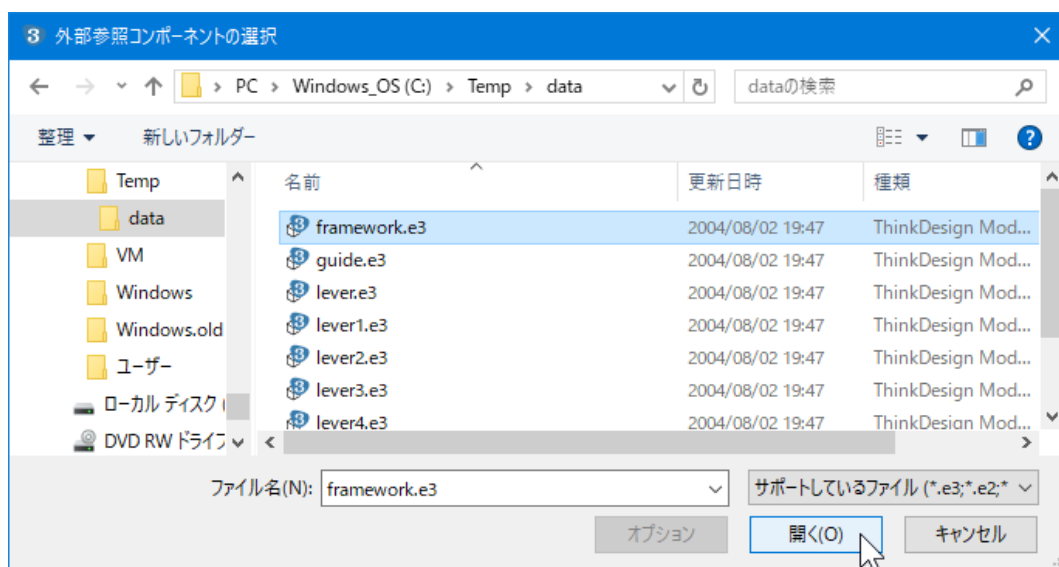 外部参照コンポーネントの選択
PC > Windows_OS (C:) > Temp > data
dataの検索
整理 新しいフォルダー
Temp
data
VM
Windows
Windows.old
ユーザー
ローカル ディスク (
DVD RW ドライブ
名前 更新日時 種類
framework.e3 2004/08/02 19:47 ThinkDesign Mod...
guide.e3 2004/08/02 19:47 ThinkDesign Mod...
lever.e3 2004/08/02 19:47 ThinkDesign Mod...
lever1.e3 2004/08/02 19:47 ThinkDesign Mod...
lever2.e3 2004/08/02 19:47 ThinkDesign Mod...
lever3.e3 2004/08/02 19:47 ThinkDesign Mod...
lever4.e3 2004/08/02 19:47 ThinkDesign Mod...
ファイル名(N): framework.e3 サポートしているファイル (*.e3;*.e2;*
オプション 開く(O) キャンセル